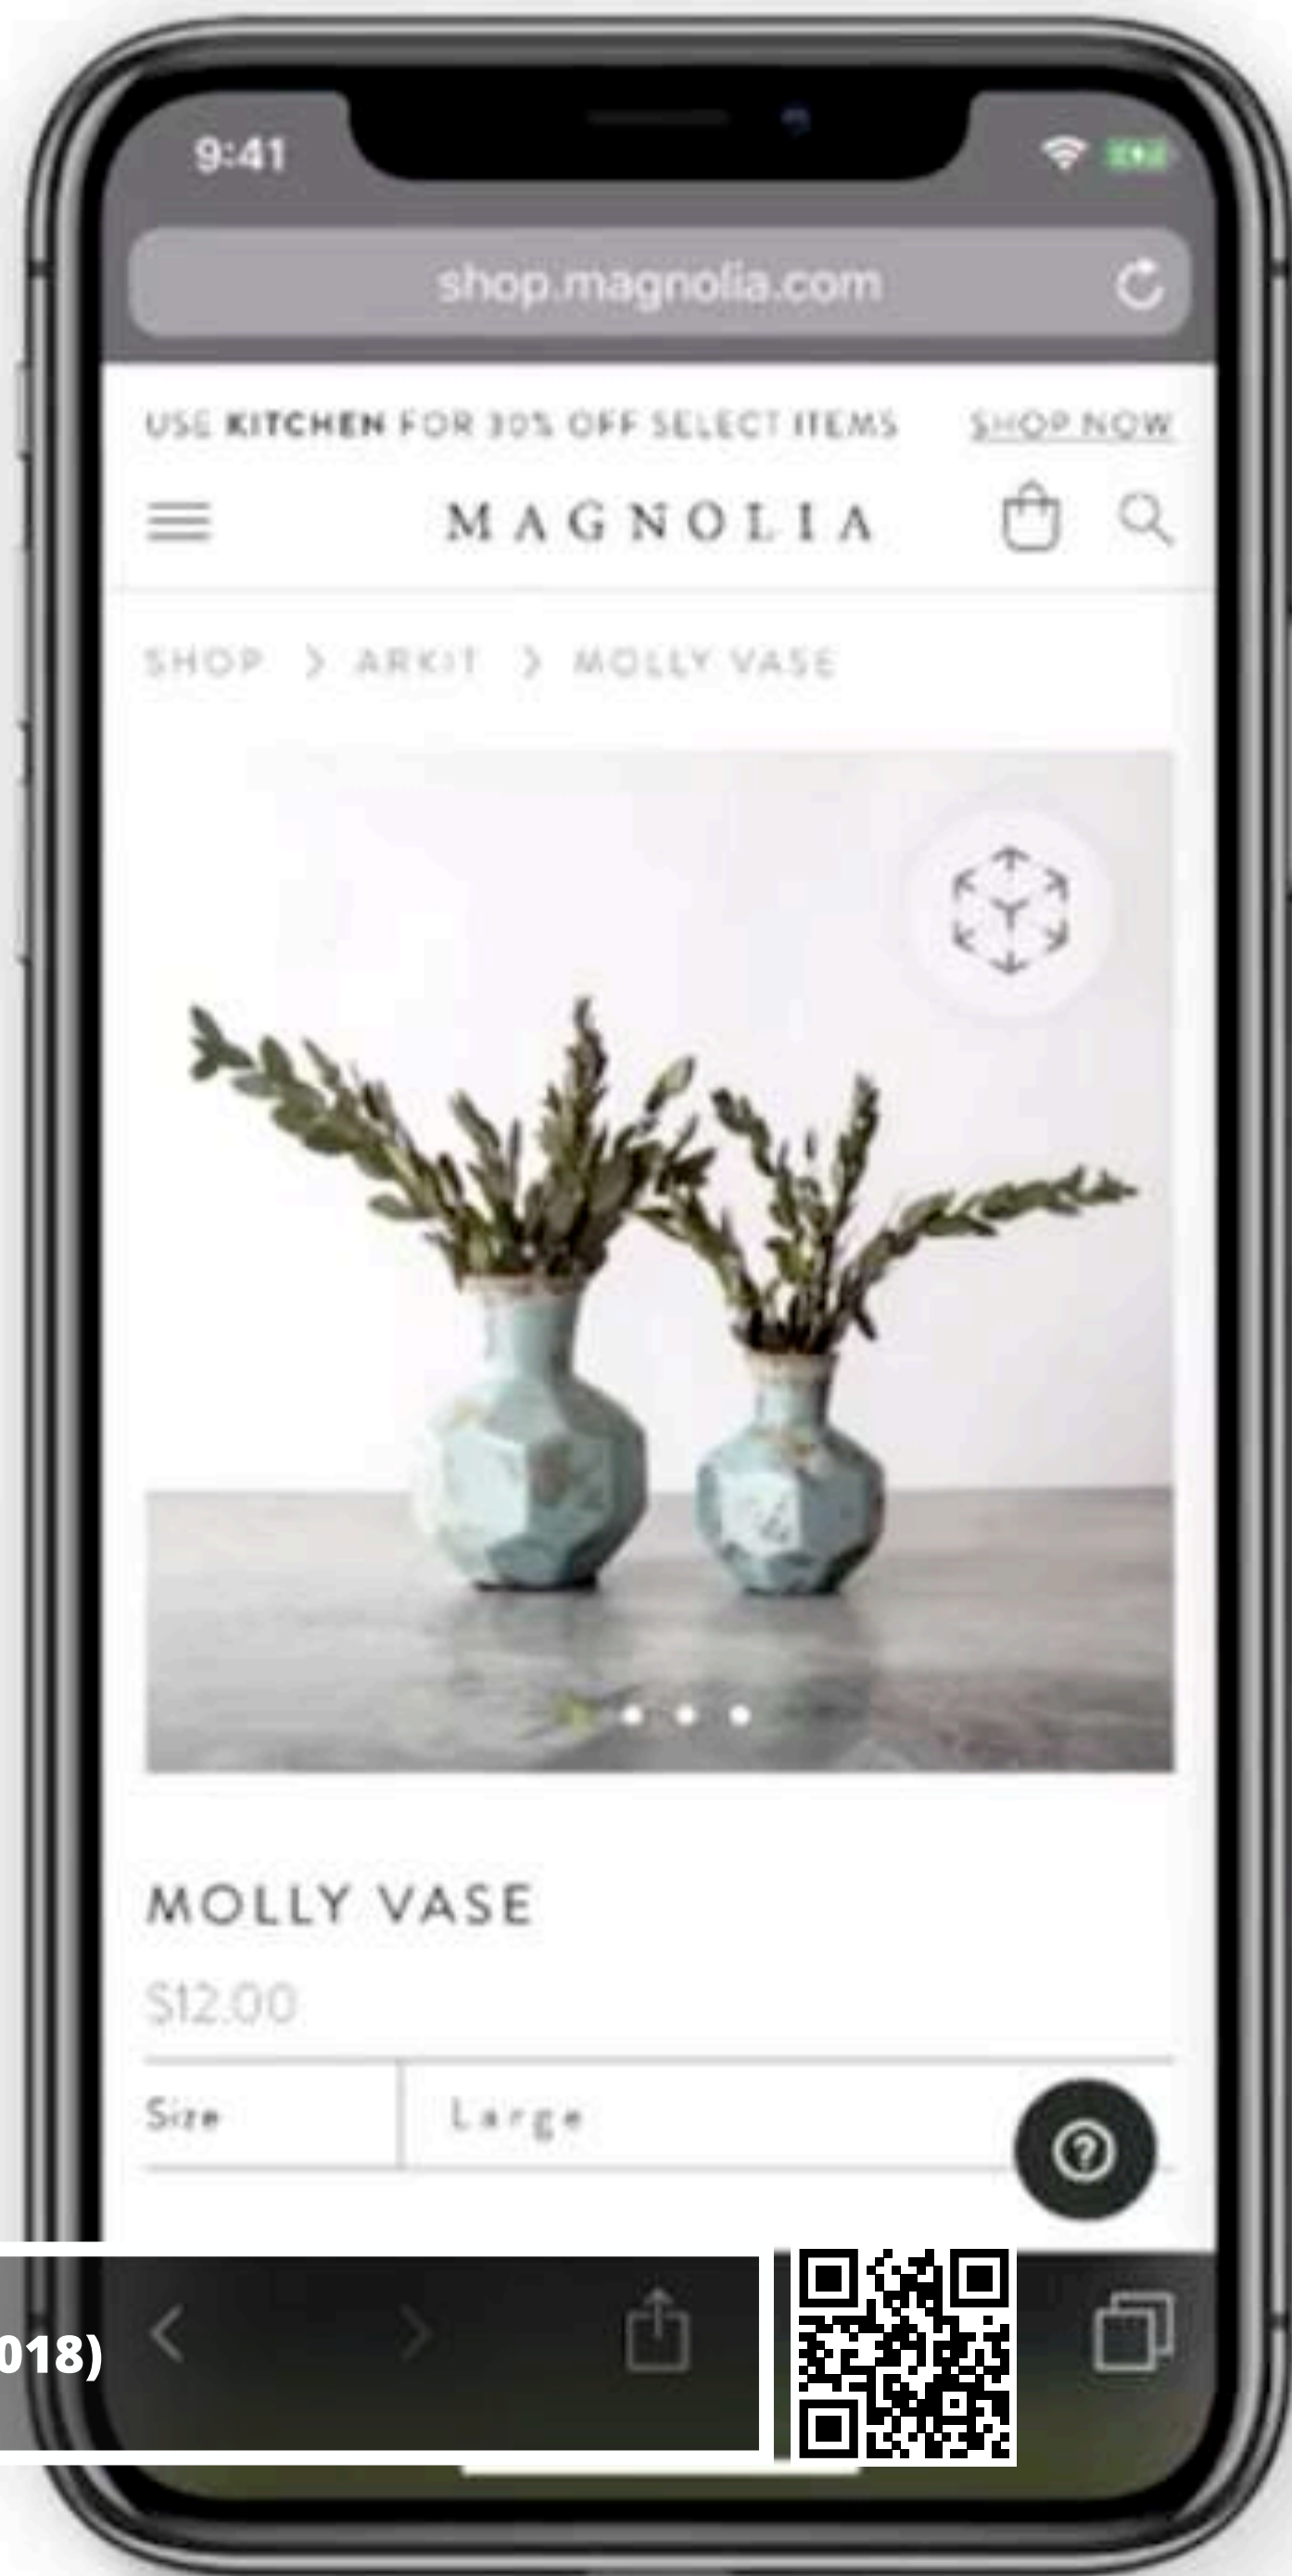 9:41
shop.magnolia.com
USE KITCHEN FOR 30% OFF SELECT ITEMS SHOP NOW
MAGNOLIA
SHOP > ARKIT > MOLLY VASE
MOLLY VASE
$12.00
Size Large
?
018)